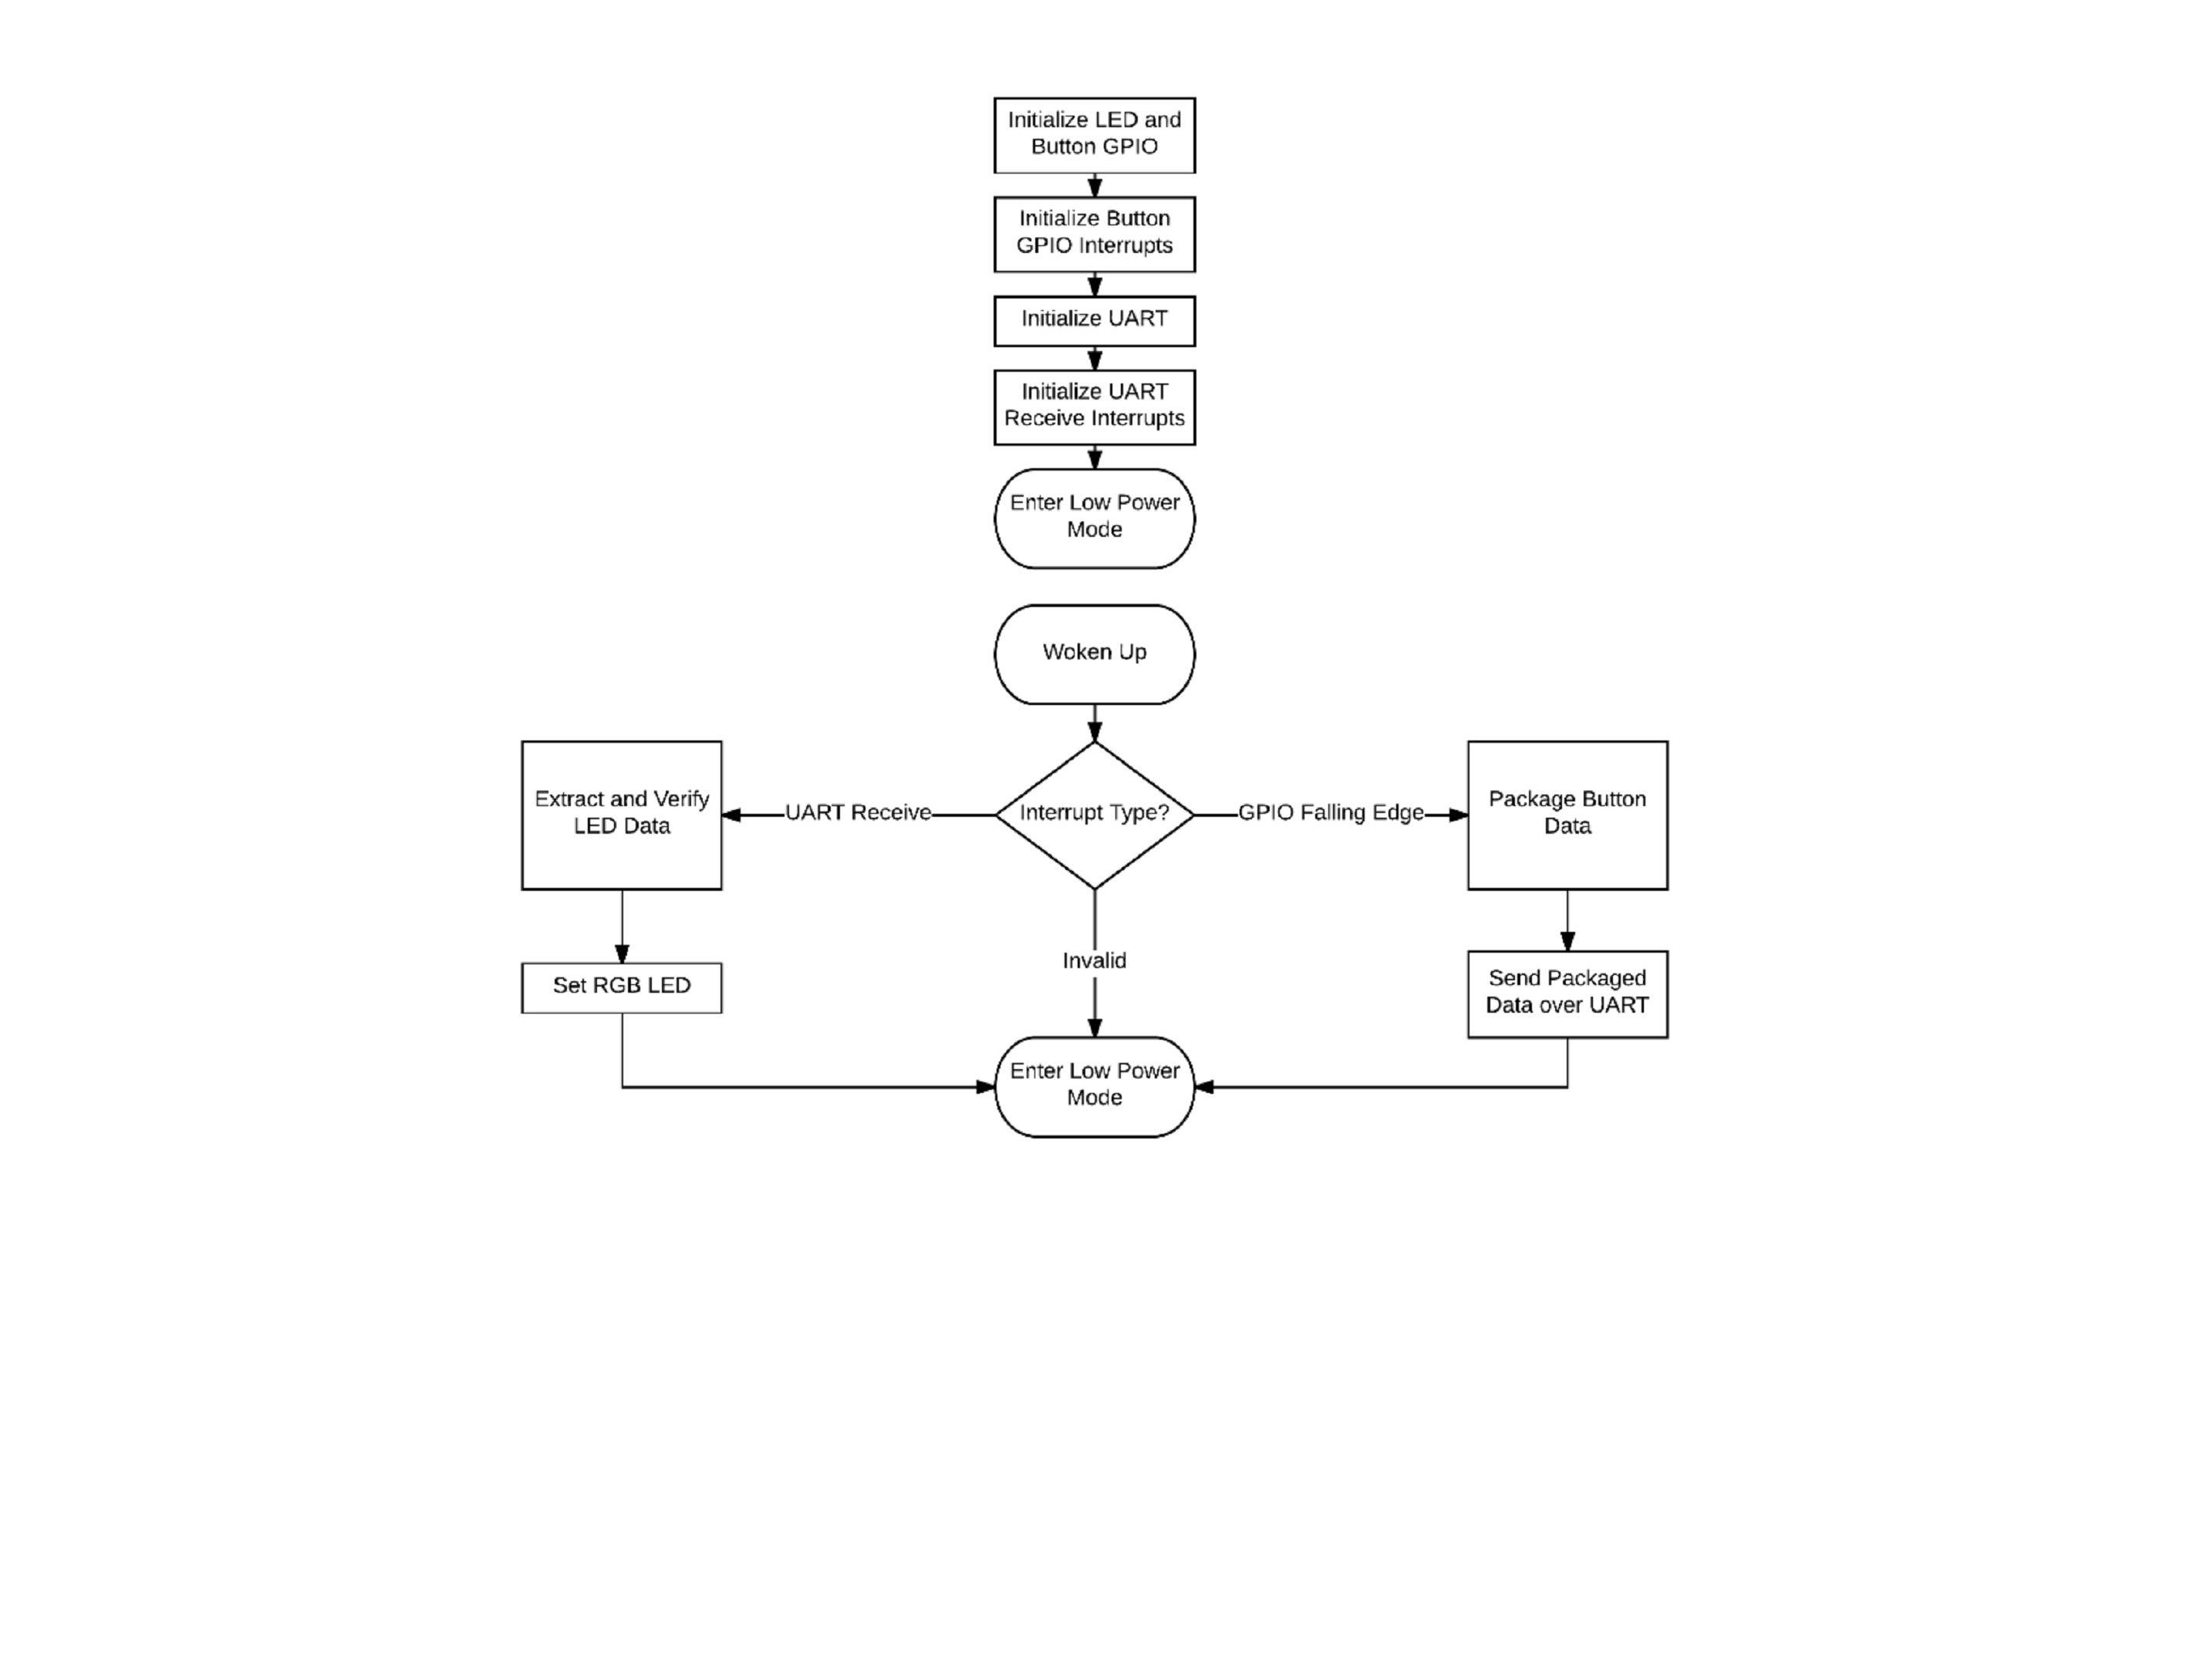 Initialize LED and
Button GPIO
Initialize Button
GPIO Interrupts
Initialize UART
Initialize UART
Receive Interrupts
Enter Low Power
Mode
Woken Up
Extract and Verify
LED Data
UART Receive
Interrupt Type?
GPIO Falling Edge
Package Button
Data
Set RGB LED
Invalid
Send Packaged
Data over UART
Enter Low Power
Mode